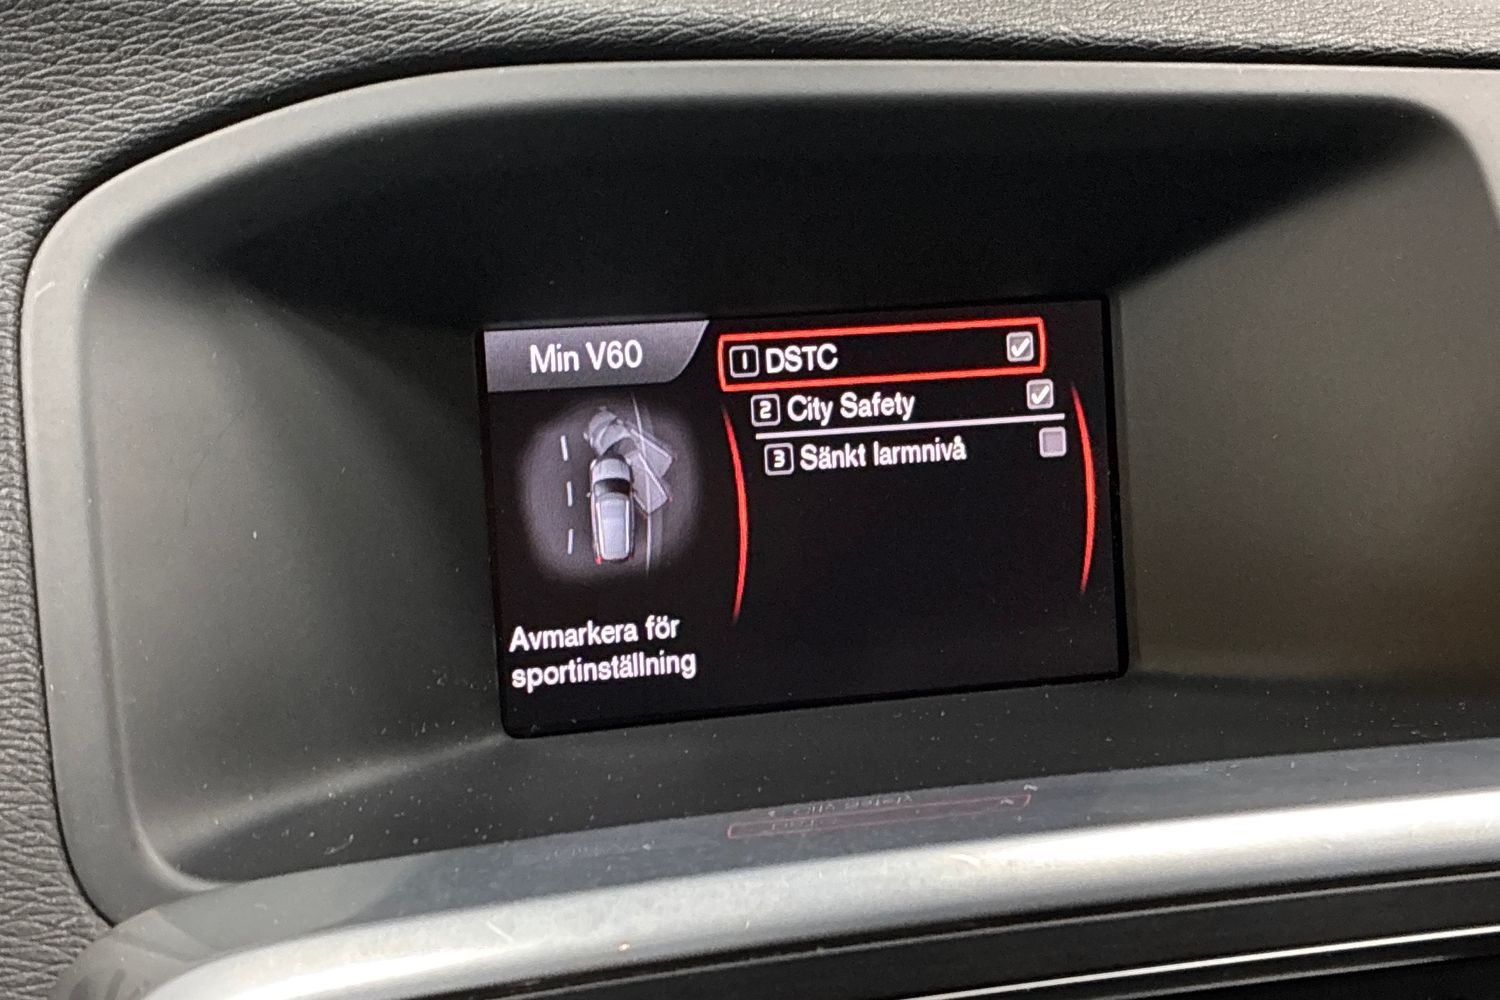 Min V60
1 DSTC
2 City Safety
3 Sänkt larmnivå
Avmarkera för
sportinställning